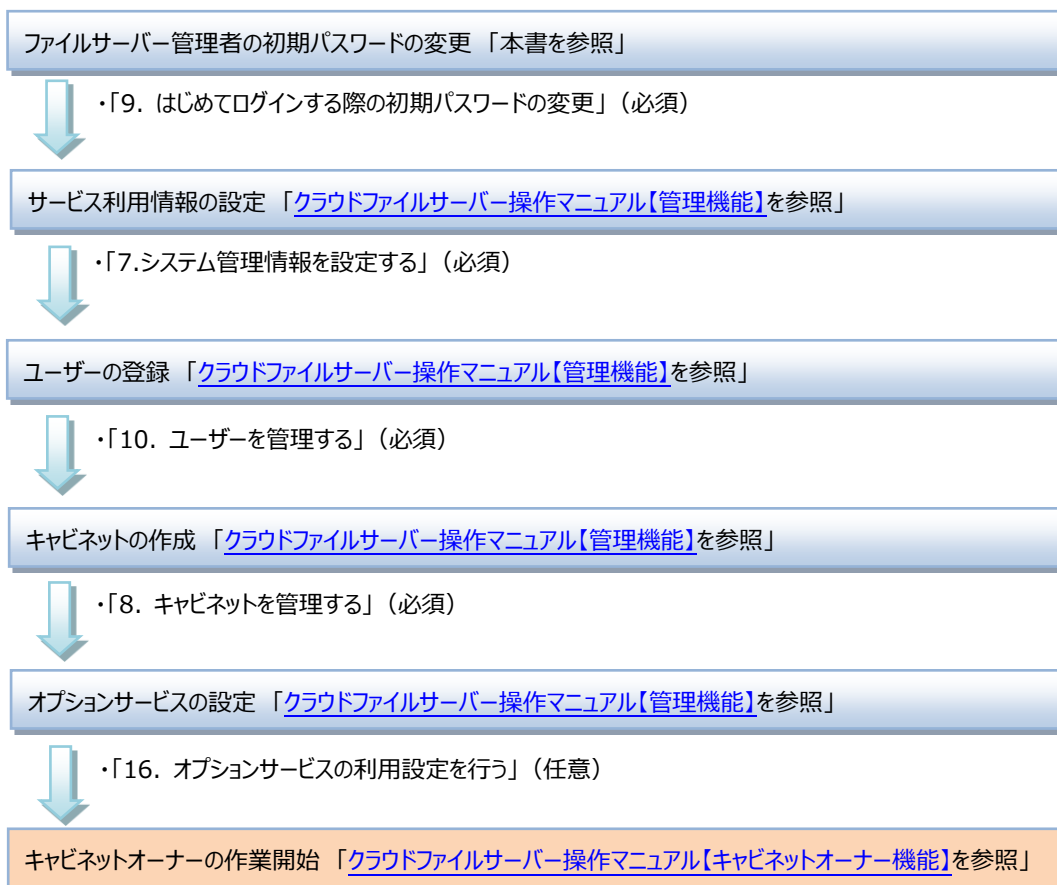 ファイルサーバー管理者の初期パスワードの変更 「本書を参照」
・「9. はじめてログインする際の初期パスワードの変更」（必須）
サービス利用情報の設定 「クラウドファイルサーバー操作マニュアル【管理機能】を参照」
・「7.システム管理情報を設定する」（必須）
ユーザーの登録 「クラウドファイルサーバー操作マニュアル【管理機能】を参照」
・「10. ユーザーを管理する」（必須）
キャビネットの作成 「クラウドファイルサーバー操作マニュアル【管理機能】を参照」
・「8. キャビネットを管理する」（必須）
オプションサービスの設定 「クラウドファイルサーバー操作マニュアル【管理機能】を参照」
・「16. オプションサービスの利用設定を行う」（任意）
キャビネットオーナーの作業開始 「クラウドファイルサーバー操作マニュアル【キャビネットオーナー機能】を参照」